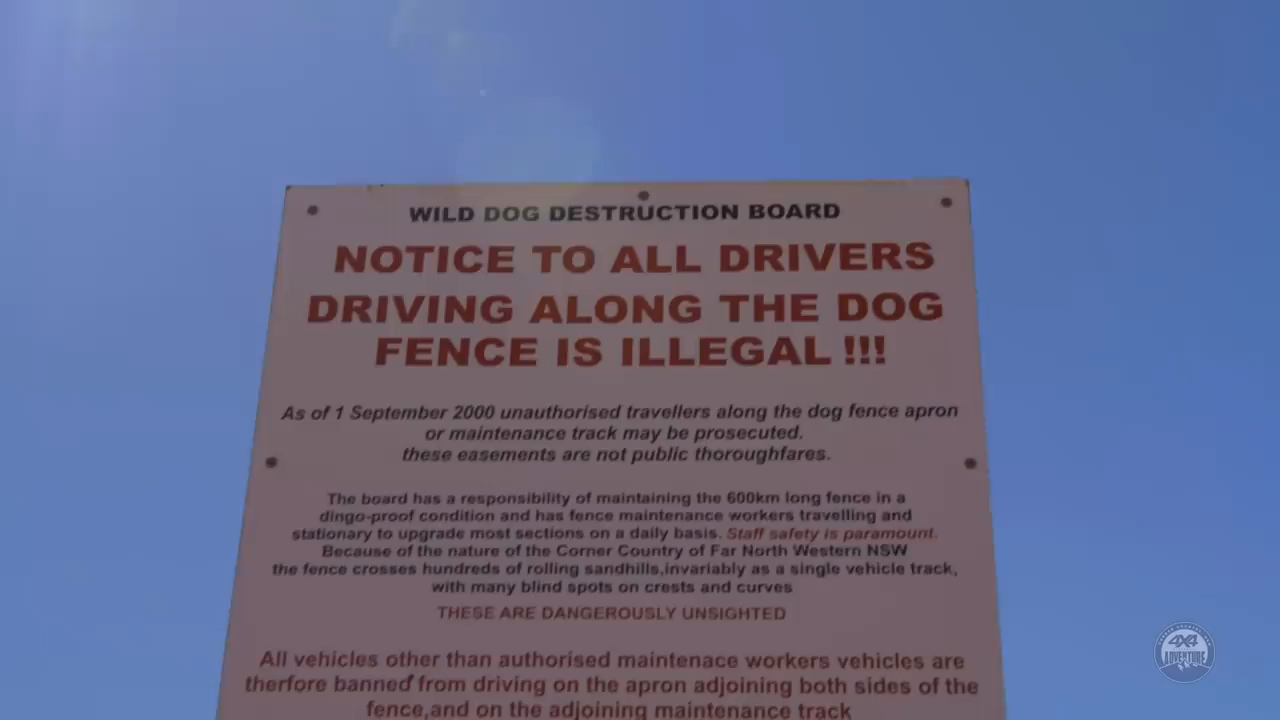 WILD DOG DESTRUCTION BOARD
NOTICE TO ALL DRIVERS
DRIVING ALONG THE DOG
FENCE IS ILLEGAL !!!
As of 1 September 2000 unauthorised travellers along the dog fence apron
or maintenance track may be prosecuted.
these easements are not public thoroughfares.
The board has a responsibility of maintaining the 600km long fence in a
dingo-proof condition and has fence maintenance workers travelling and
stationary to upgrade most sections on a daily basis. Staff safety is paramount.
Because of the nature of the Corner Country of Far North Western NSW
the fence crosses hundreds of rolling sandhills,invariably as a single vehicle track,
with many blind spots on crests and curves
THESE ARE DANGEROUSLY UNSIGHTED
All vehicles other than authorised maintenace workers vehicles are
therfore banned from driving on the apron adjoining both sides of the
fence,and on the adjoining maintenance track
4X4
ADVENTURE